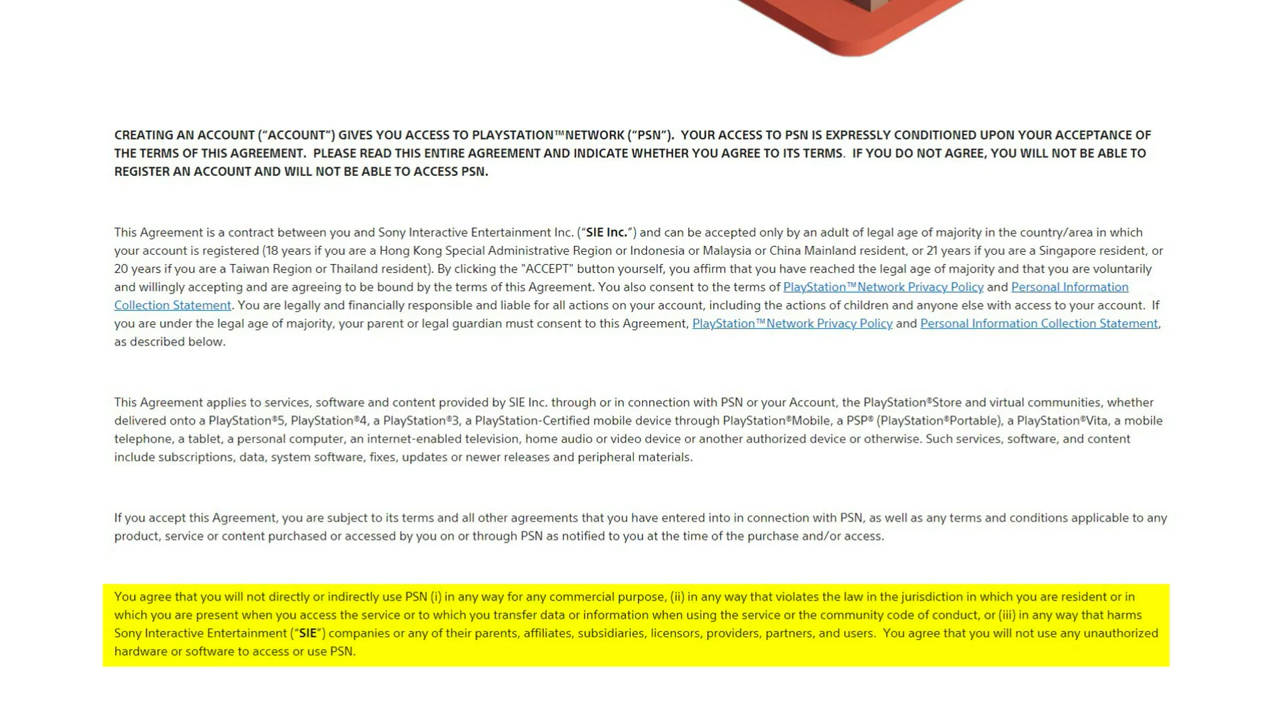 CREATING AN ACCOUNT (“ACCOUNT”) GIVES YOU ACCESS TO PLAYSTATION™NETWORK (“PSN”).  YOUR ACCESS TO PSN IS EXPRESSLY CONDITIONED UPON YOUR ACCEPTANCE OF
THE TERMS OF THIS AGREEMENT.  PLEASE READ THIS ENTIRE AGREEMENT AND INDICATE WHETHER YOU AGREE TO ITS TERMS.  IF YOU DO NOT AGREE, YOU WILL NOT BE ABLE TO
REGISTER AN ACCOUNT AND WILL NOT BE ABLE TO ACCESS PSN.
This Agreement is a contract between you and Sony Interactive Entertainment Inc. (“SIE Inc.”) and can be accepted only by an adult of legal age of majority in the country/area in which
your account is registered (18 years if you are a Hong Kong Special Administrative Region or Indonesia or Malaysia or China Mainland resident, or 21 years if you are a Singapore resident, or
20 years if you are a Taiwan Region or Thailand resident). By clicking the "ACCEPT" button yourself, you affirm that you have reached the legal age of majority and that you are voluntarily
and willingly accepting and are agreeing to be bound by the terms of this Agreement. You also consent to the terms of PlayStation™Network Privacy Policy and Personal Information
Collection Statement. You are legally and financially responsible and liable for all actions on your account, including the actions of children and anyone else with access to your account.  If
you are under the legal age of majority, your parent or legal guardian must consent to this Agreement, PlayStation™Network Privacy Policy and Personal Information Collection Statement,
as described below.
This Agreement applies to services, software and content provided by SIE Inc. through or in connection with PSN or your Account, the PlayStation®Store and virtual communities, whether
delivered onto a PlayStation®5, PlayStation®4, a PlayStation®3, a PlayStation-Certified mobile device through PlayStation®Mobile, a PSP® (PlayStation®Portable), a PlayStation®Vita, a mobile
telephone, a tablet, a personal computer, an internet-enabled television, home audio or video device or another authorized device or otherwise. Such services, software, and content
include subscriptions, data, system software, fixes, updates or newer releases and peripheral materials.
If you accept this Agreement, you are subject to its terms and all other agreements that you have entered into in connection with PSN, as well as any terms and conditions applicable to any
product, service or content purchased or accessed by you on or through PSN as notified to you at the time of the purchase and/or access.
You agree that you will not directly or indirectly use PSN (i) in any way for any commercial purpose, (ii) in any way that violates the law in the jurisdiction in which you are resident or in
which you are present when you access the service or to which you transfer data or information when using the service or the community code of conduct, or (iii) in any way that harms
Sony Interactive Entertainment (“SIE”) companies or any of their parents, affiliates, subsidiaries, licensors, providers, partners, and users.  You agree that you will not use any unauthorized
hardware or software to access or use PSN.